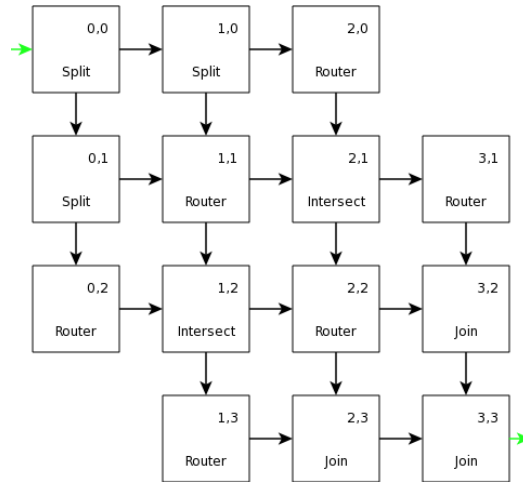 0,0 1,0 2,0
Split Split Router
0,1 1,1 2,1 3,1
Split Router Intersect Router
0,2 1,2 2,2 3,2
Router Intersect Router Join
1,3 2,3 3,3
Router Join Join